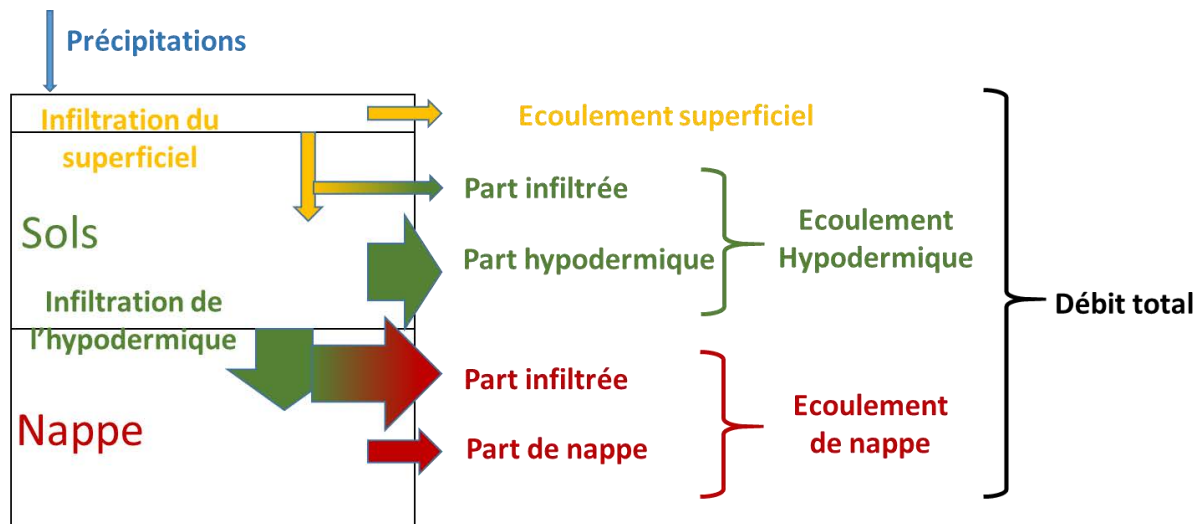 Précipitations
Infiltration du
superficiel
Ecoulement superficiel
Part infiltrée
Sols
Part hypodermique
Ecoulement
Hypodermique
Infiltration de
l’hypodermique
Débit total
Part infiltrée
Nappe
Part de nappe
Ecoulement
de nappe